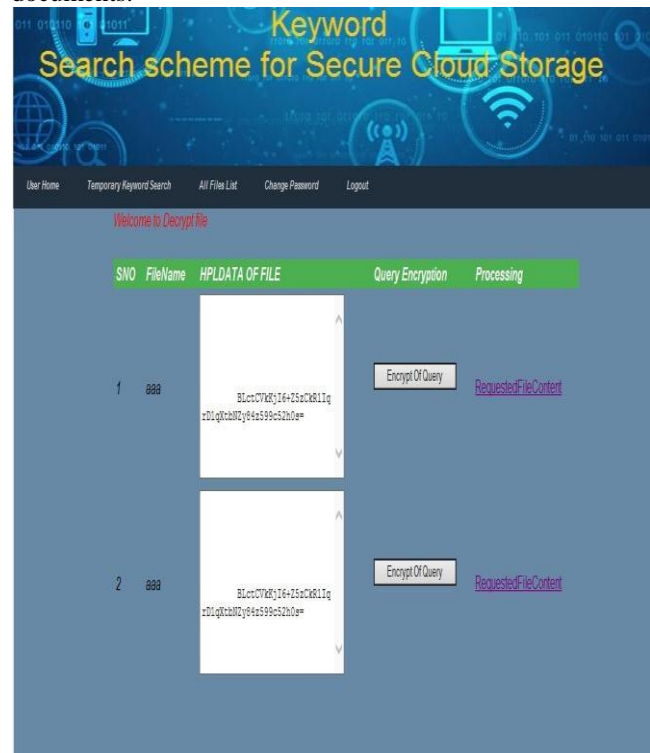 documents.
Keyword
Search scheme for Secure Cloud Storage
User Home Temporary Keyword Search All Files List Change Password Logout
Welcome to Decrypt file
SNO FileName HPLDATA OF FILE Query Encryption Processing
1 aaa Encrypt Of Query RequestedFileContent
BLctCVkKjI6+Z5zCkR1Iq
rD1qXtbNZy84z599c52h0s=
2 aaa Encrypt Of Query RequestedFileContent
BLctCVkKjI6+Z5zCkR1Iq
rD1qXtbNZy84z599c52h0s=